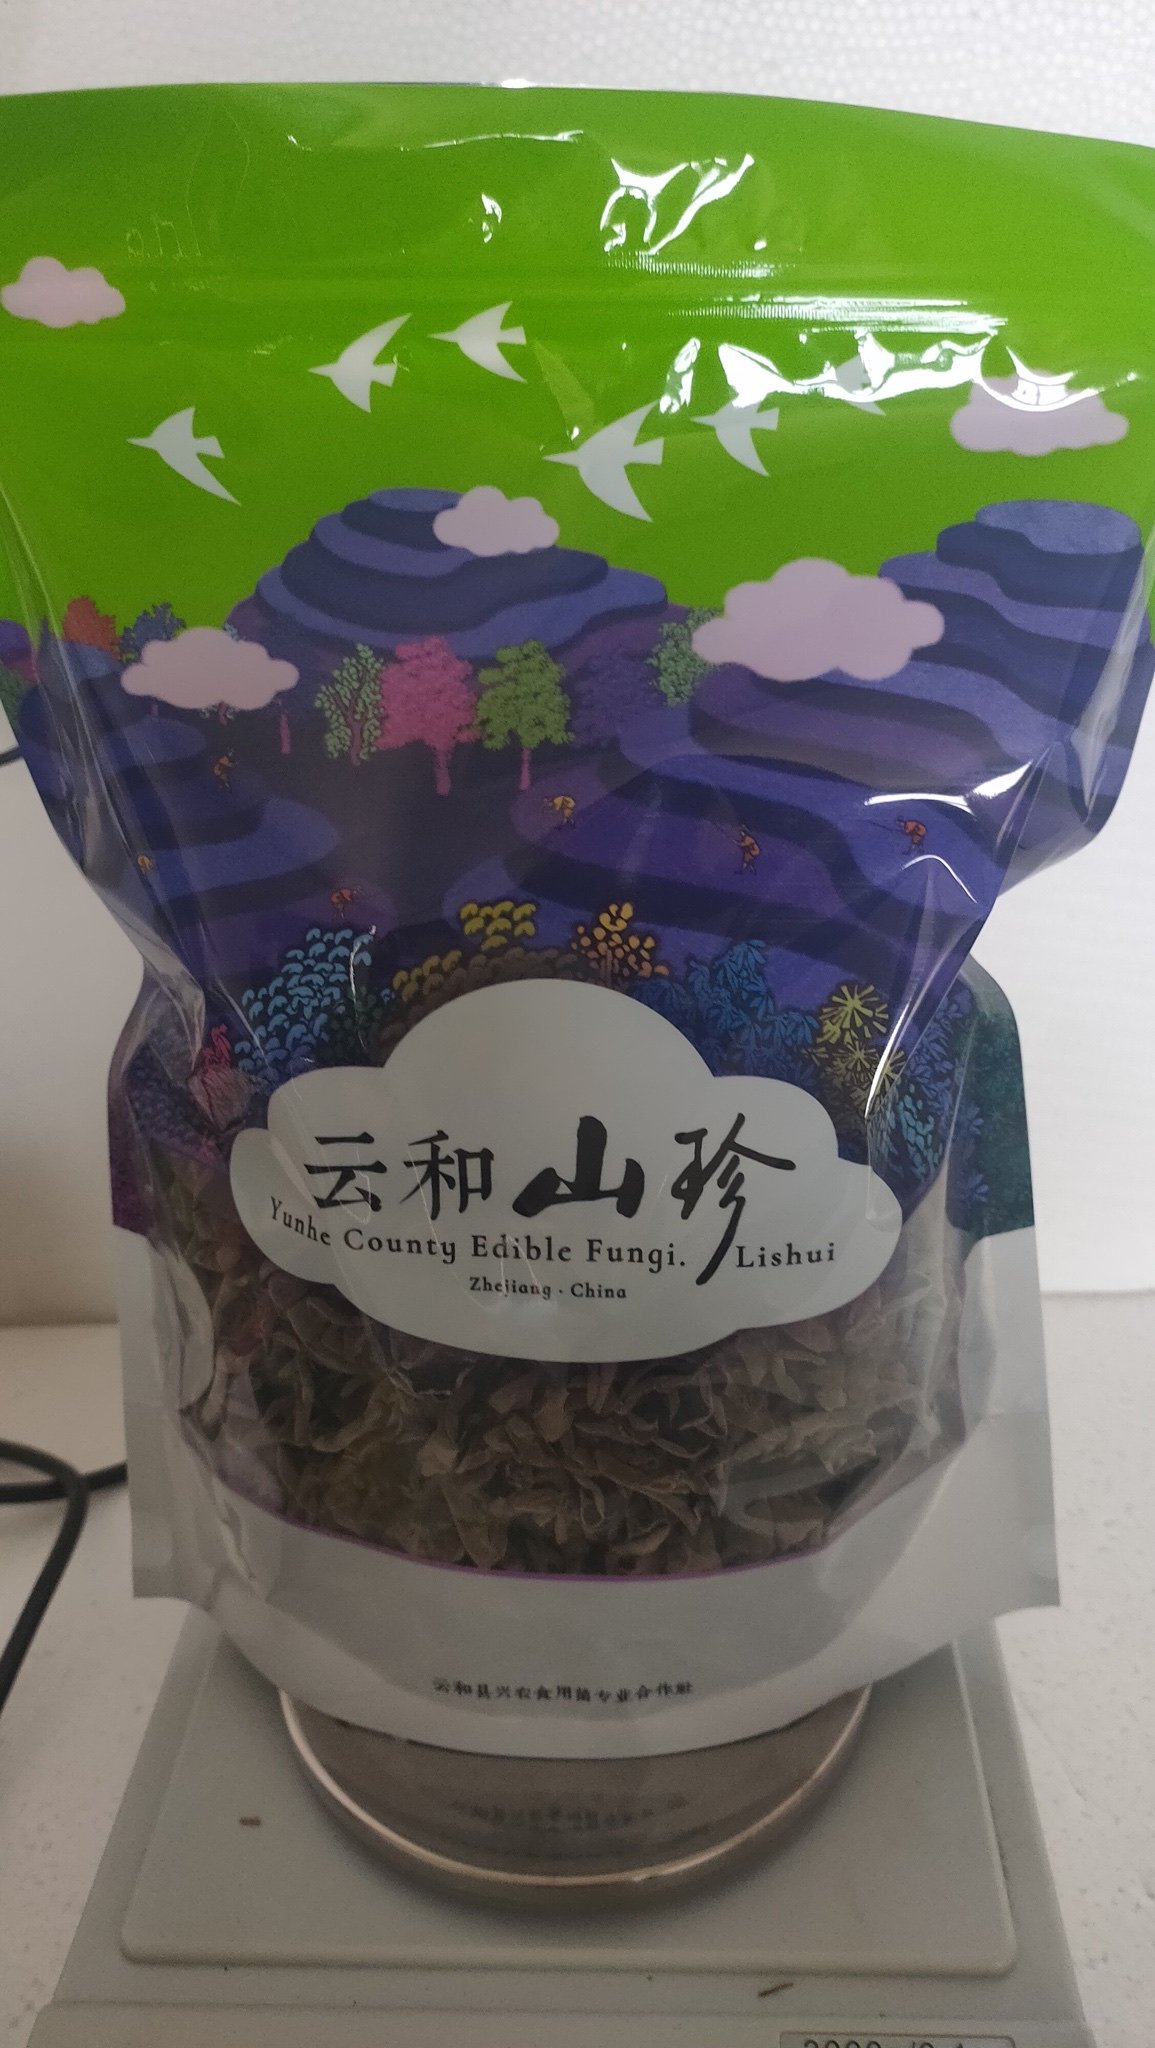 云和山珍
Yunhe County Edible Fungi. Lishui
Zhejiang · China
云和县兴农食用菌专业合作社